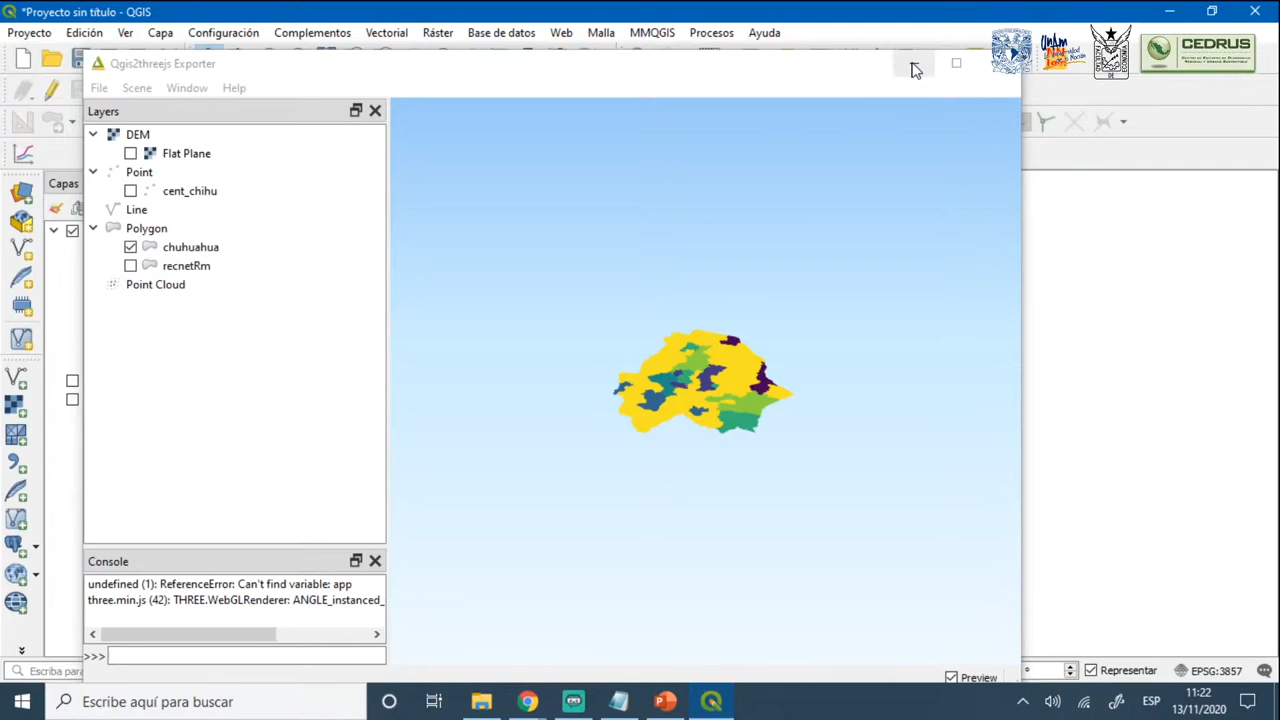 *Proyecto sin título - QGIS
Proyecto Edición Ver Capa Configuración Complementos Vectorial Ráster Base de datos Web Malla MMQGIS Procesos Ayuda
CEDRUS
Qgis2threejs Exporter
File Scene Window Help
Layers
DEM
Flat Plane
Point
cent_chihu
Line
Polygon
chuhuahua
recnetRm
Point Cloud
Capas
Console
undefined (1): ReferenceError: Can't find variable: app
three.min.js (42): THREE.WebGLRenderer: ANGLE_instanced_
>>>
Preview
Escriba para
° Representar EPSG:3857
Escribe aquí para buscar
ESP
11:22
13/11/2020